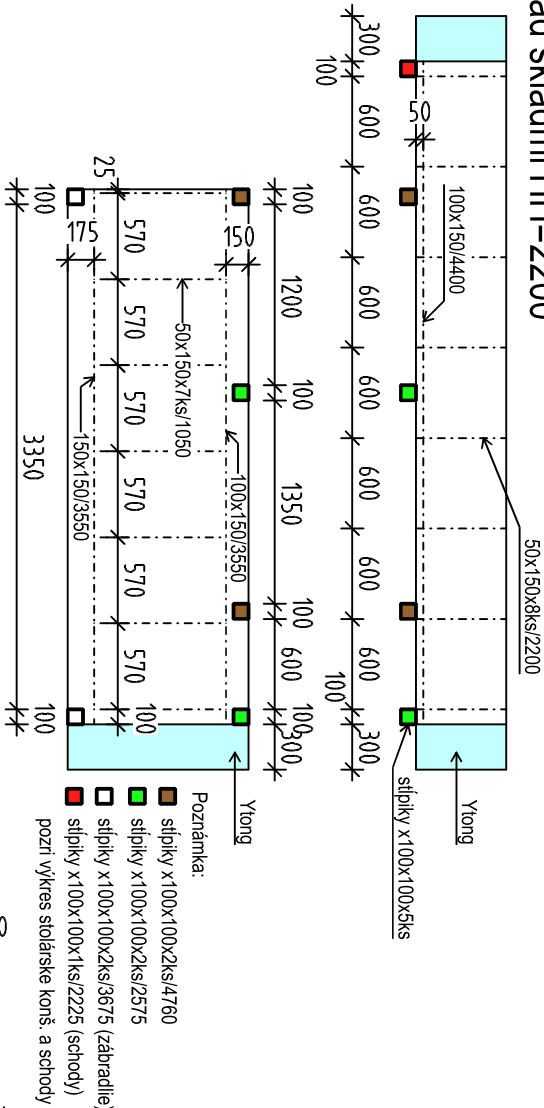 ad skladmi HH=2200
50x150x8ks/2200
Ytong
100x150/4400
50
stĺpiky x100x100x5ks
300
100
600
600
600
600
600
600
600
100
300
100
1200
100
1350
100
600
100
300
150
Ytong
100x150/3550
50x150x7ks/1050
25
570
570
570
570
570
570
100
175
150x150/3550
100
3350
100
Poznámka:
stĺpiky x100x100x2ks/4760
stĺpiky x100x100x2ks/2575
stĺpiky x100x100x2ks/3675 (zábradlie)
stĺpiky x100x100x1ks/2225 (schody)
pozri výkres stolárske konš. a schody